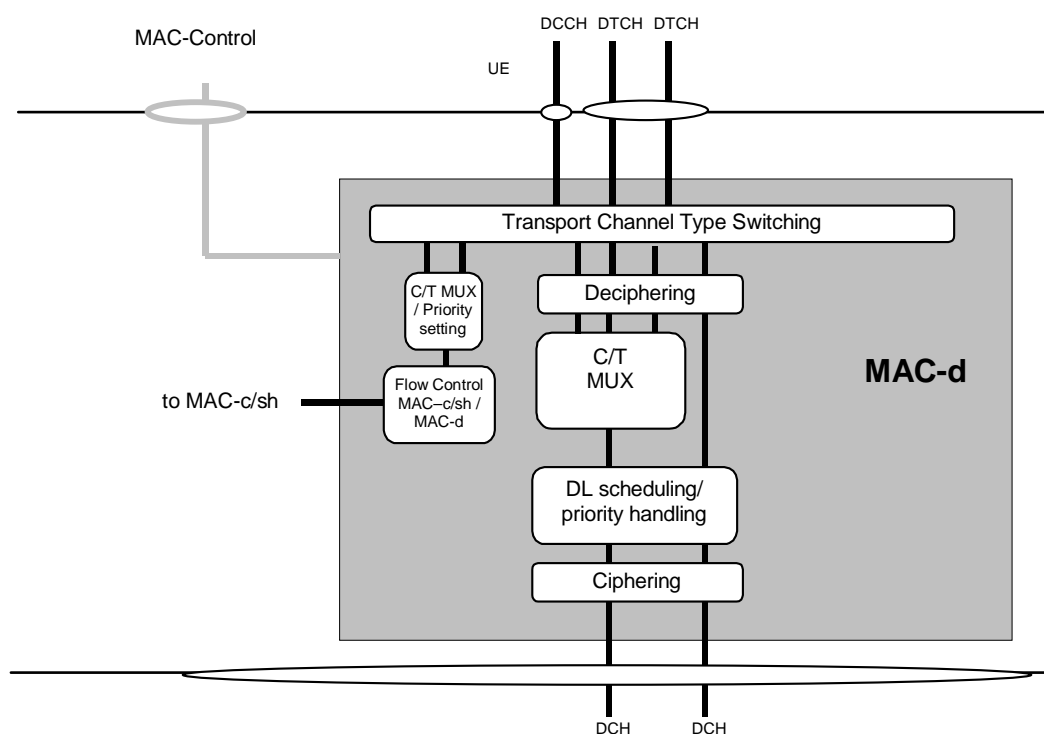 DCCH DTCH DTCH
MAC-Control
UE
Transport Channel Type Switching
C/T MUX
/ Priority
setting
Deciphering
C/T
MUX
MAC-d
Flow Control
MAC–c/sh /
MAC-d
to MAC-c/sh
DL scheduling/
priority handling
Ciphering
DCH DCH